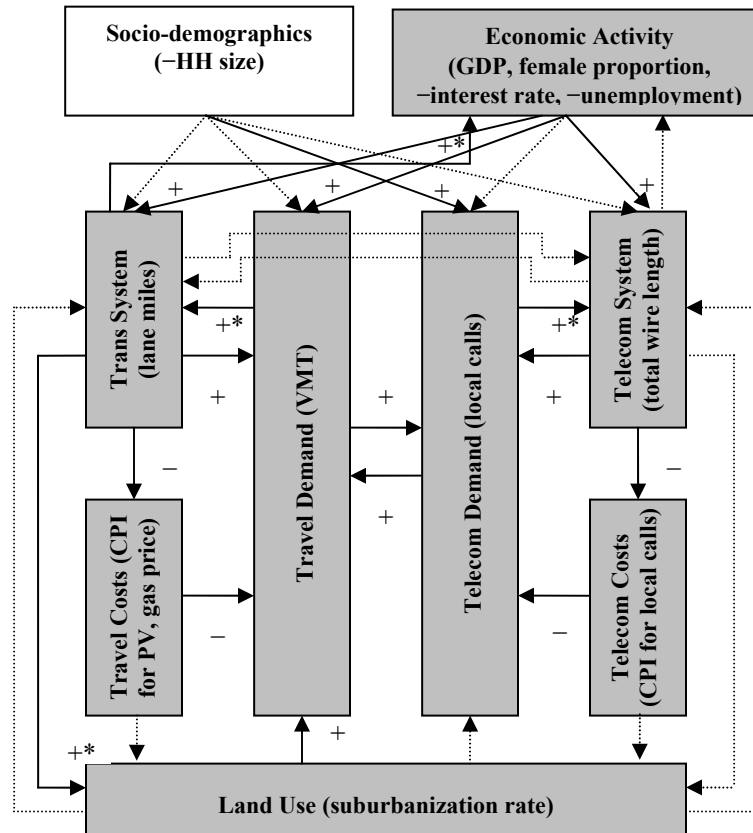 Socio-demographics
(−HH size)
Economic Activity
(GDP, female proportion,
−interest rate, −unemployment)
+*
+
+
+
+
Trans System
(lane miles)
Travel Demand (VMT)
Telecom Demand (local calls)
Telecom System
(total wire length)
+*
+*
+
+
+
+
−
−
Travel Costs (CPI
for PV, gas price)
Telecom Costs
(CPI for local calls)
−
−
+*
+
Land Use (suburbanization rate)